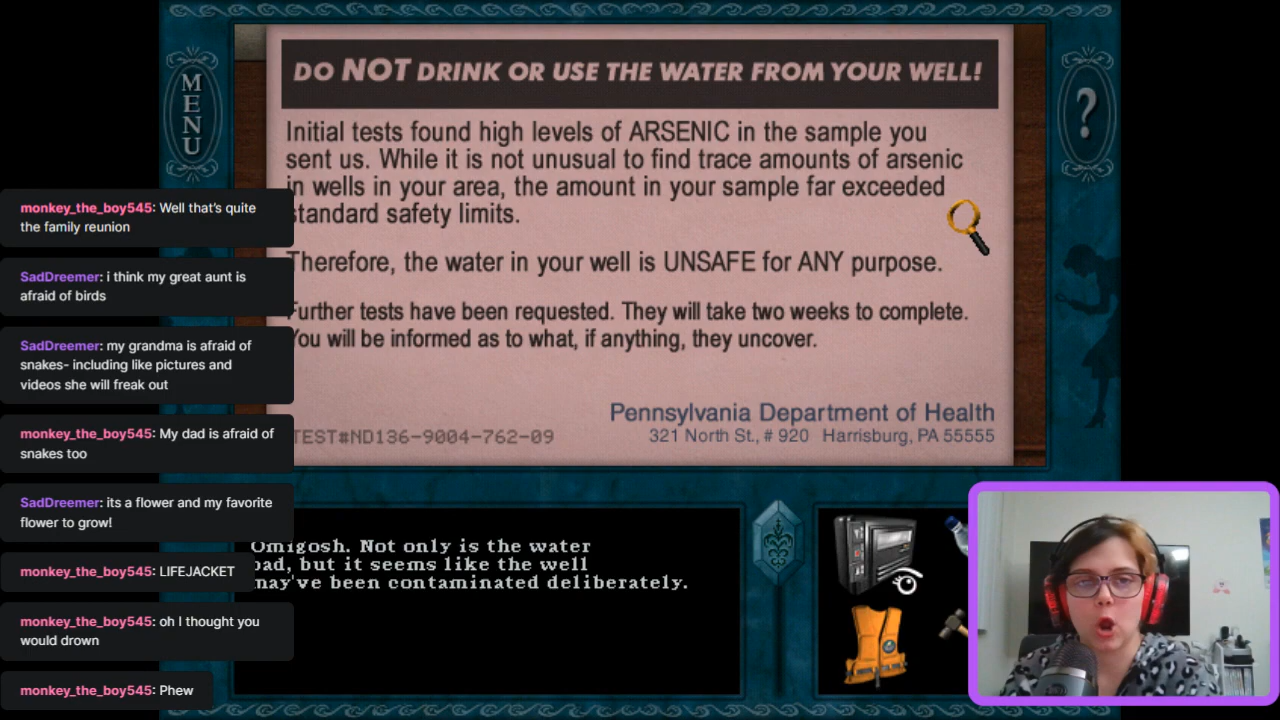 MENU
DO NOT DRINK OR USE THE WATER FROM YOUR WELL!
?
Initial tests found high levels of ARSENIC in the sample you
sent us. While it is not unusual to find trace amounts of arsenic
in wells in your area, the amount in your sample far exceeded
standard safety limits.
Therefore, the water in your well is UNSAFE for ANY purpose.
Further tests have been requested. They will take two weeks to complete.
You will be informed as to what, if anything, they uncover.
Pennsylvania Department of Health
TEST#ND136-9004-762-09
321 North St., # 920 Harrisburg, PA 55555
monkey_the_boy545: Well that's quite
the family reunion
SadDreemer: i think my great aunt is
afraid of birds
SadDreemer: my grandma is afraid of
snakes- including like pictures and
videos she will freak out
monkey_the_boy545: My dad is afraid of
snakes too
SadDreemer: its a flower and my favorite
flower to grow!
monkey_the_boy545: LIFEJACKET
monkey_the_boy545: oh I thought you
would drown
monkey_the_boy545: Phew
Omigosh. Not only is the water
bad, but it seems like the well
may've been contaminated deliberately.